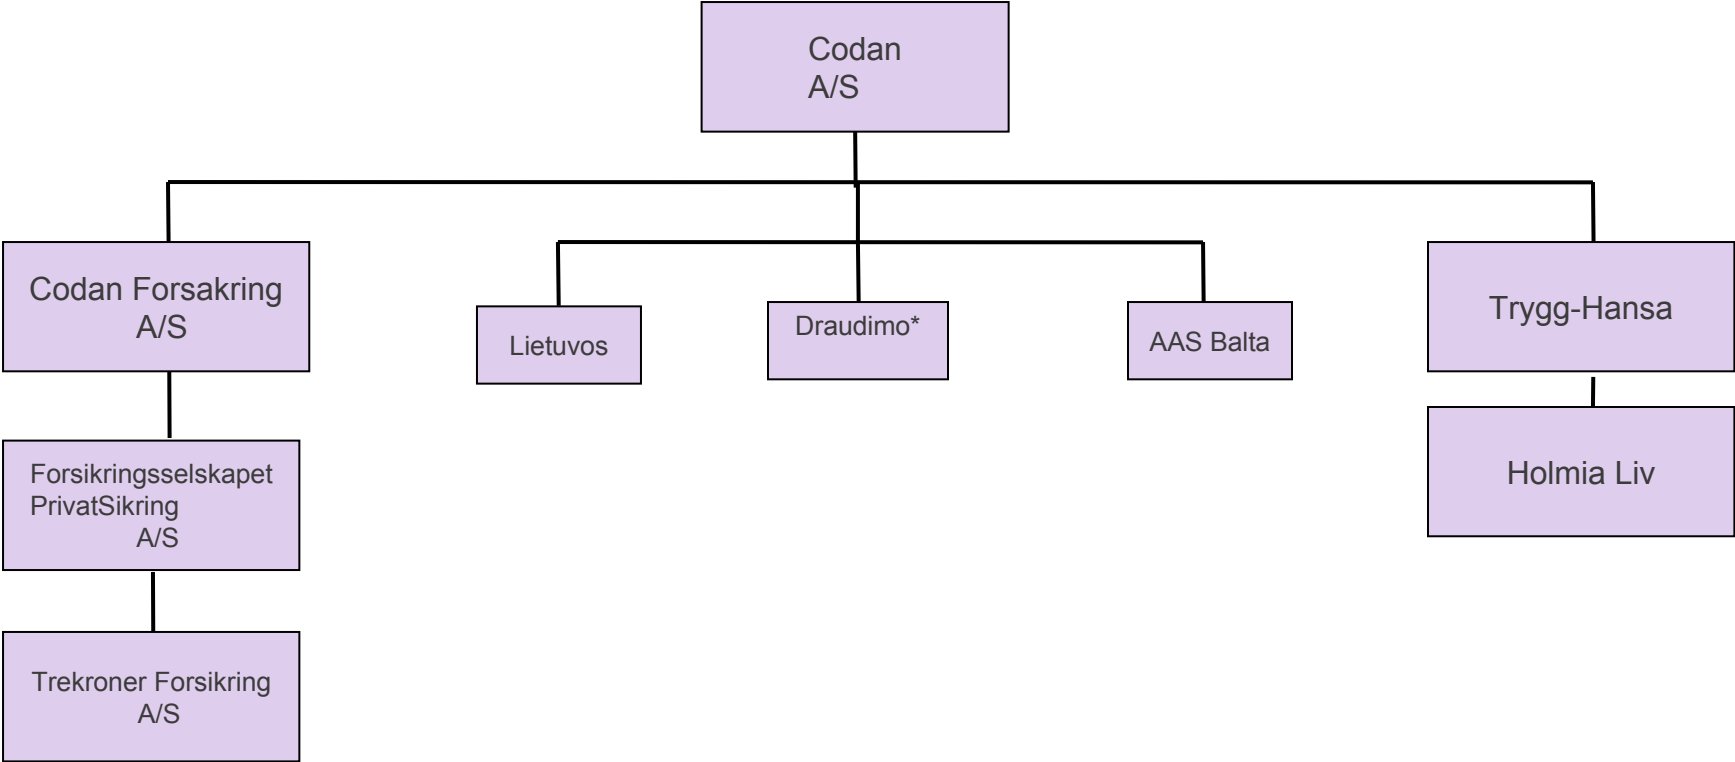 Codan
A/S
Codan Forsakring
A/S
Lietuvos
Draudimo*
AAS Balta
Trygg-Hansa
Forsikringsselskapet
PrivatSikring
A/S
Holmia Liv
Trekroner Forsikring
A/S